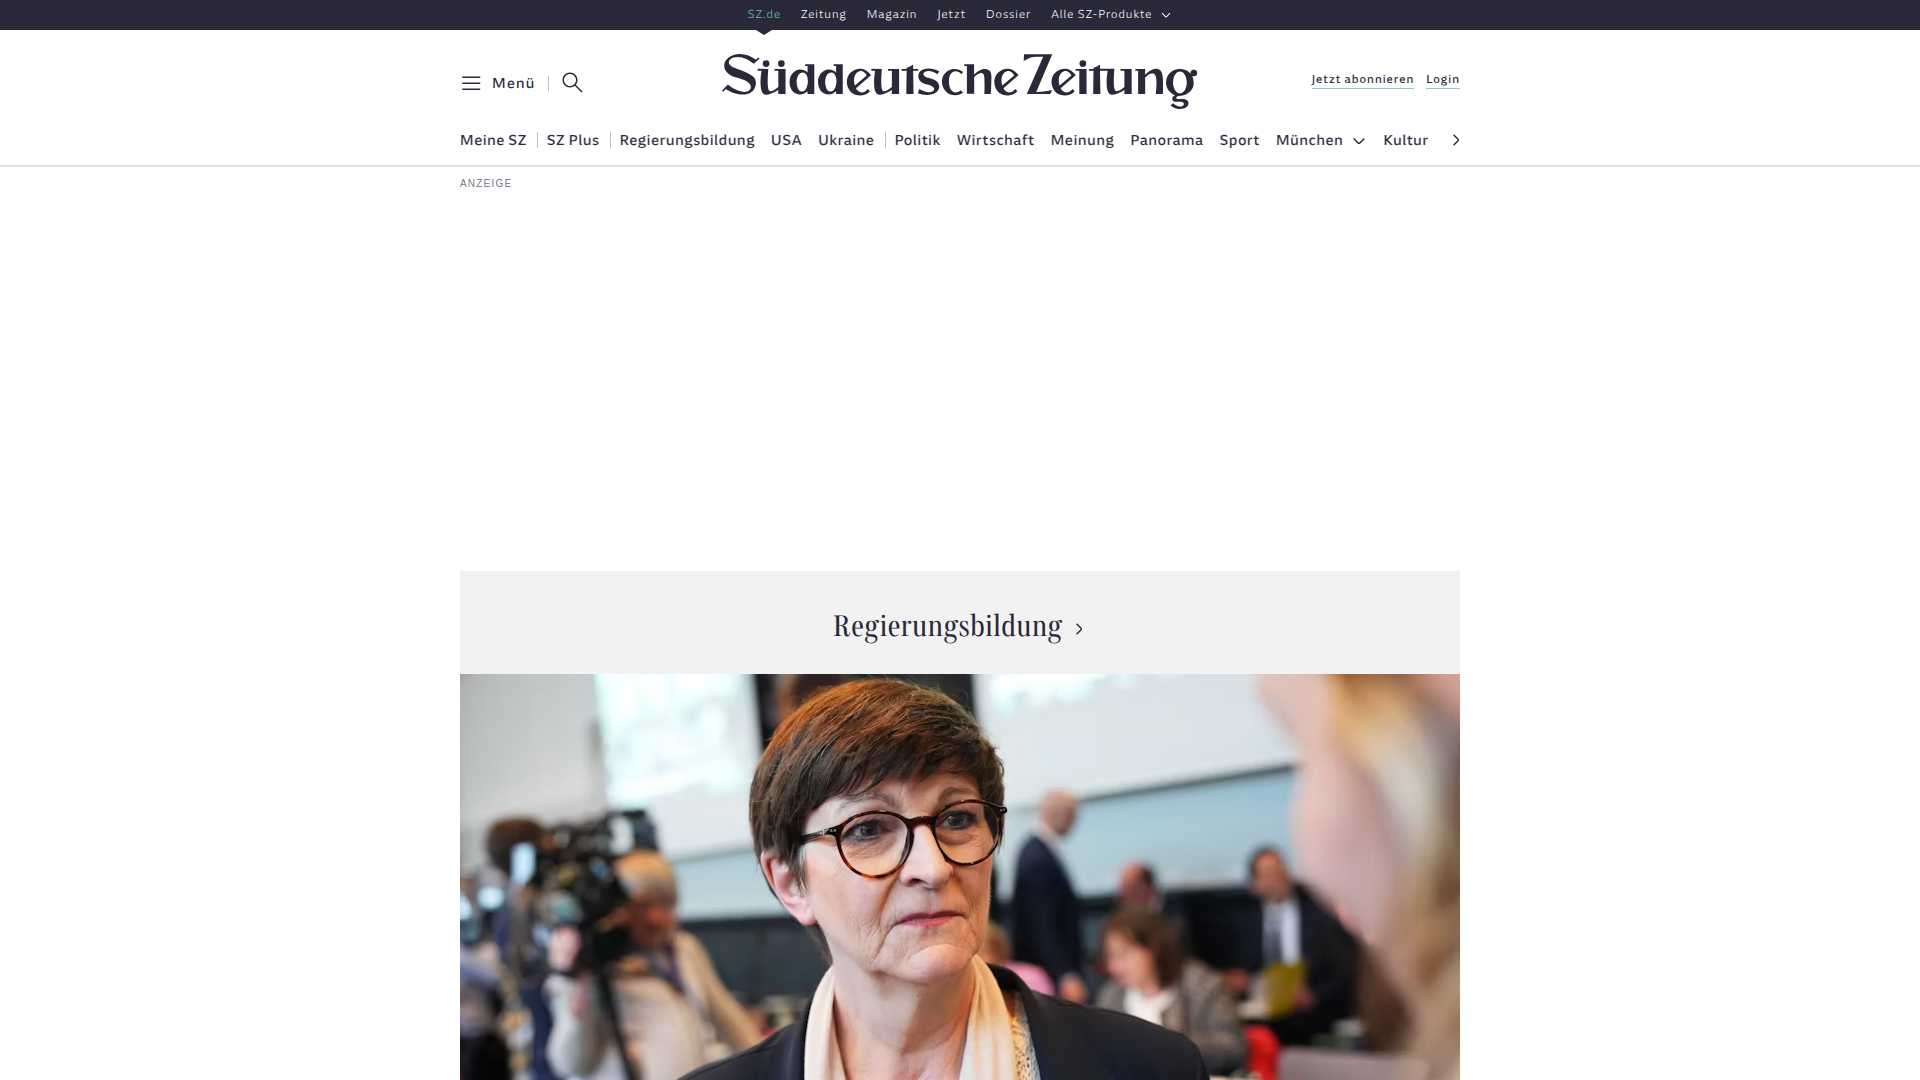 SZ.de Zeitung Magazin Jetzt Dossier Alle SZ-Produkte
Menü
Süddeutsche Zeitung
Jetzt abonnieren Login
Meine SZ SZ Plus Regierungsbildung USA Ukraine Politik Wirtschaft Meinung Panorama Sport München Kultur
ANZEIGE
Regierungsbildung